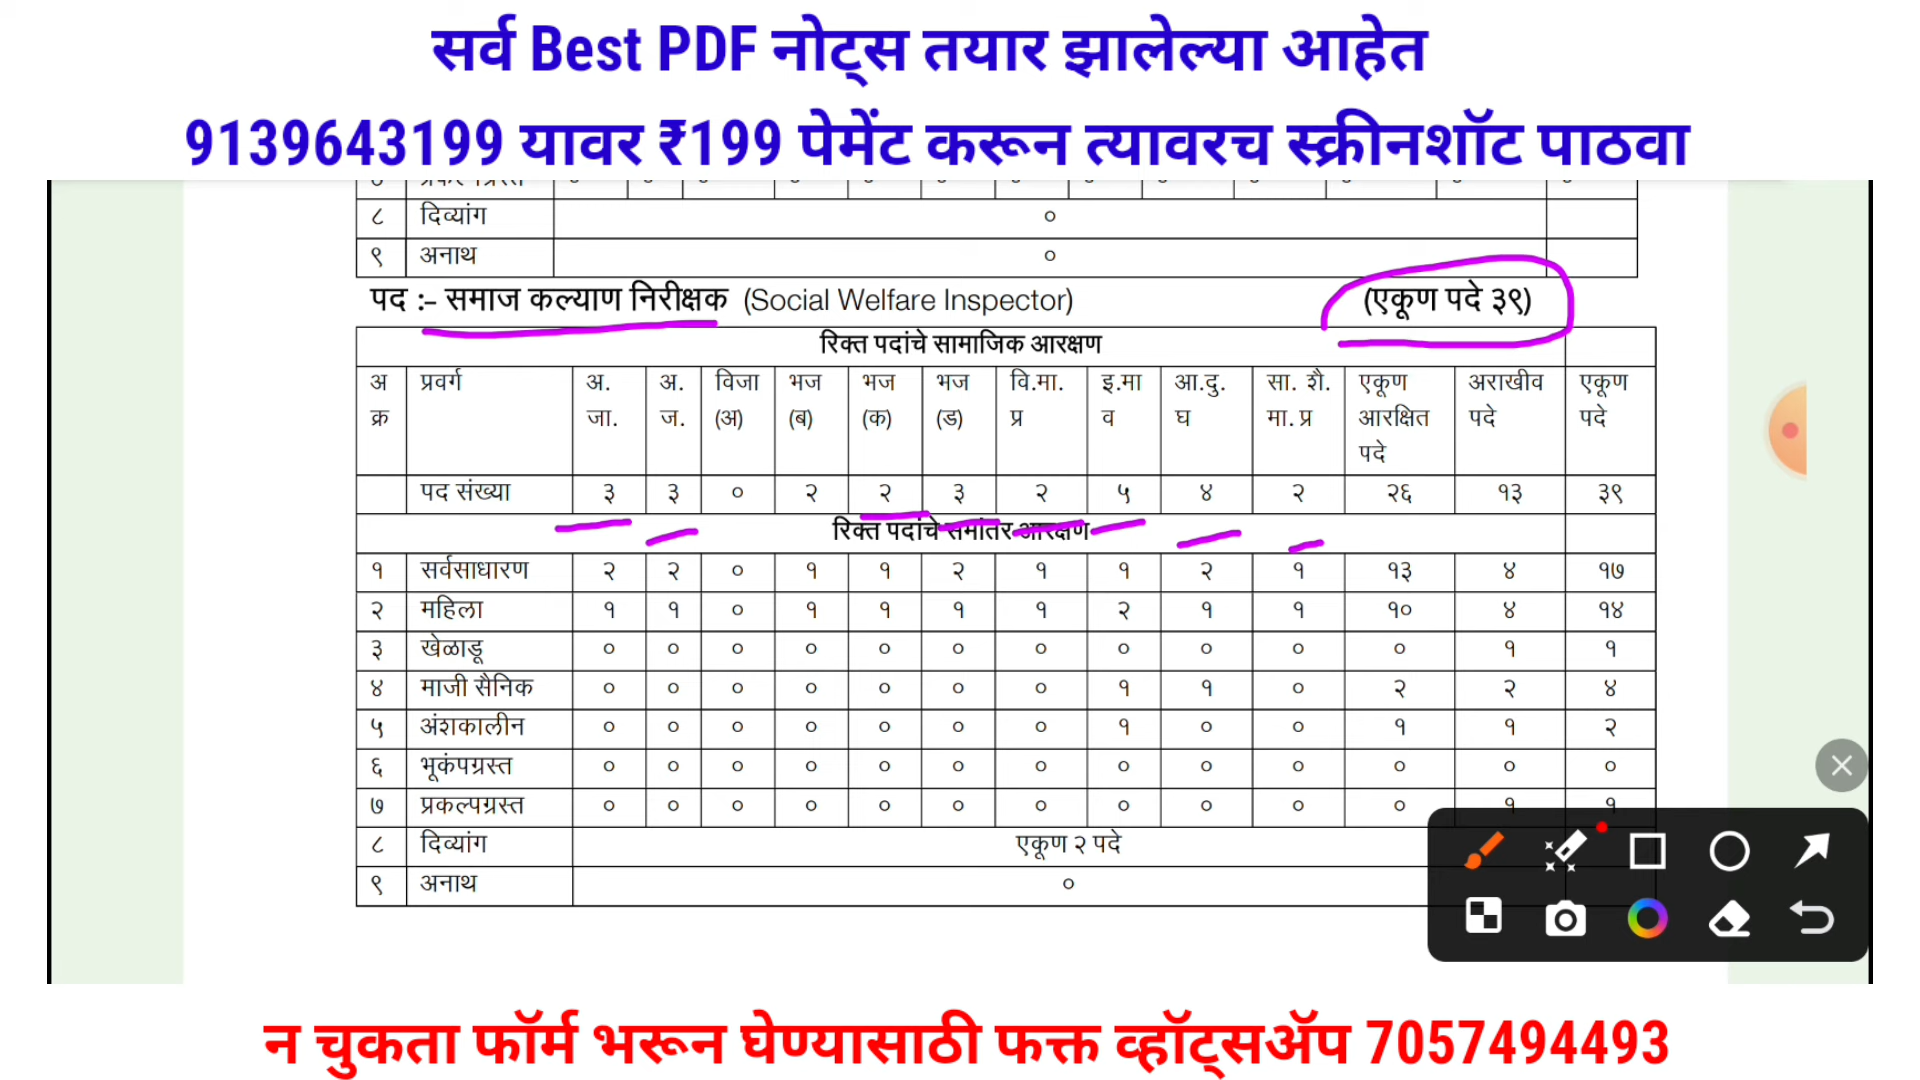 सर्व Best PDF नोट्स तयार झालेल्या आहेत
9139643199 यावर ₹199 पेमेंट करून त्यावरच स्क्रीनशॉट पाठवा
८ दिव्यांग ०
९ अनाथ ०
पद :– समाज कल्याण निरीक्षक (Social Welfare Inspector) (एकूण पदे ३९)
रिक्त पदांचे सामाजिक आरक्षण
अ क्र प्रवर्ग अ. जा. अ. ज. विजा (अ) भज (ब) भज (क) भज (ड) वि.मा. प्र इ.मा व आ.दु. घ सा. शै. मा. प्र एकूण आरक्षित पदे अराखीव पदे एकूण पदे
पद संख्या ३ ३ ० २ २ ३ २ ५ ४ २ २६ १३ ३९
रिक्त पदांचे समांतर आरक्षण
१ सर्वसाधारण २ २ ० १ १ २ १ १ २ १ १३ ४ १७
२ महिला १ १ ० १ १ १ १ २ १ १ १० ४ १४
३ खेळाडू ० ० ० ० ० ० ० ० ० ० ० १ १
४ माजी सैनिक ० ० ० ० ० ० ० १ १ ० २ २ ४
५ अंशकालीन ० ० ० ० ० ० ० १ ० ० १ १ २
६ भूकंपग्रस्त ० ० ० ० ० ० ० ० ० ० ० ० ०
७ प्रकल्पग्रस्त ० ० ० ० ० ० ० ० ० ० ० १ १
८ दिव्यांग एकूण २ पदे
९ अनाथ ०
न चुकता फॉर्म भरून घेण्यासाठी फक्त व्हॉट्सॲप 7057494493